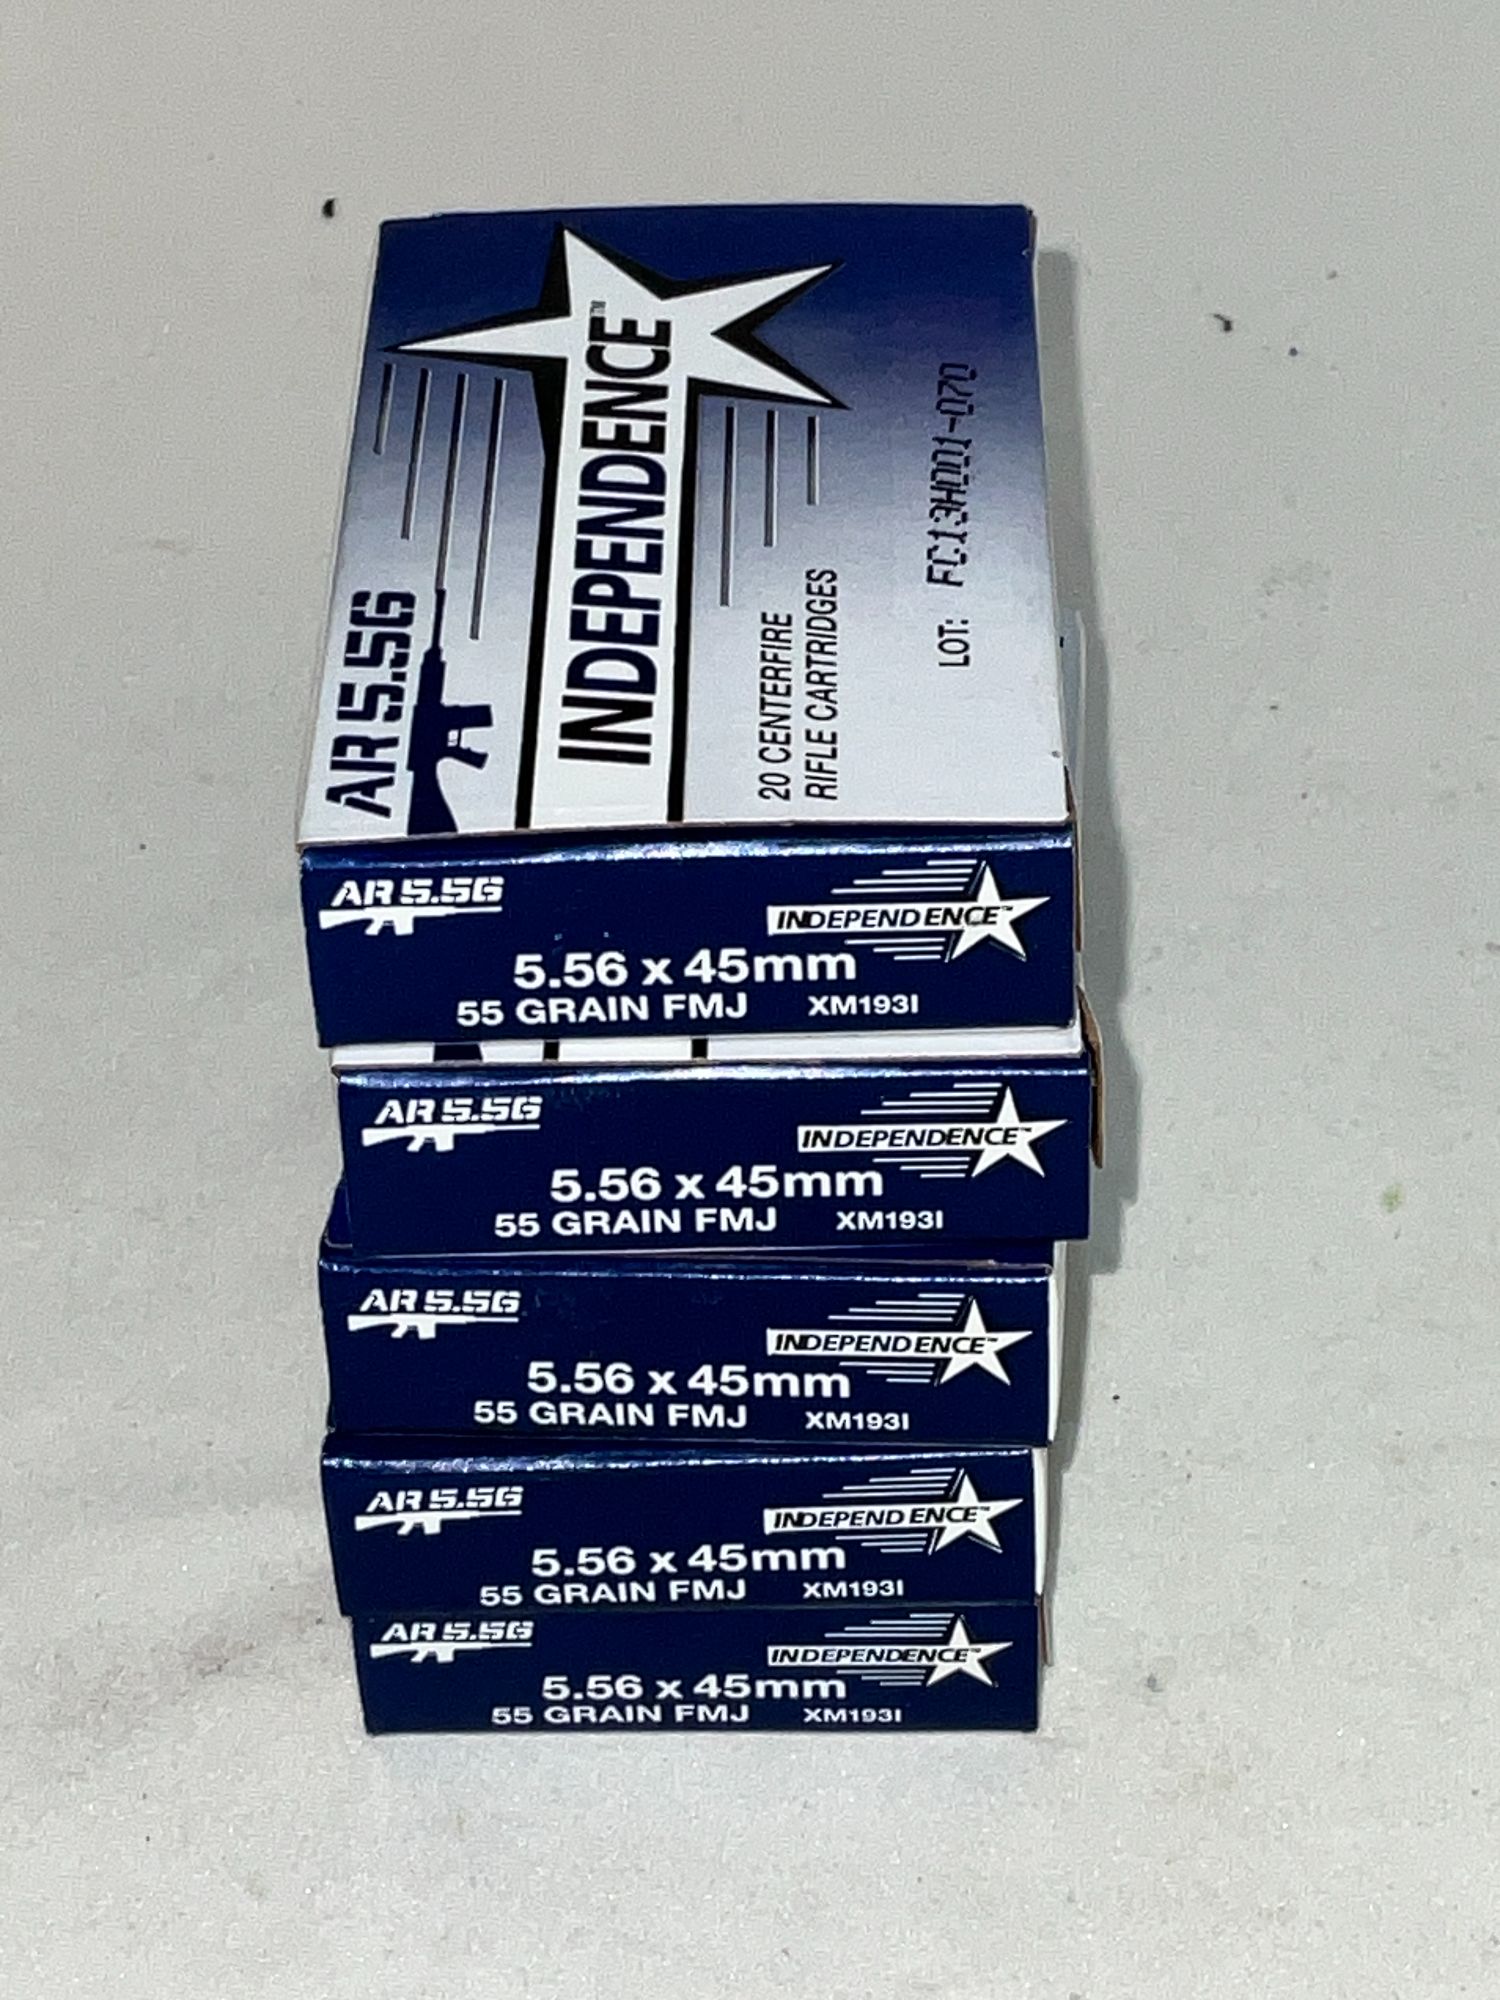 AR 5.56
INDEPENDENCE™
20 CENTERFIRE
RIFLE CARTRIDGES
LOT: FC13H001-070
AR 5.56
INDEPENDENCE™
5.56 x 45mm
55 GRAIN FMJ XM193I
AR 5.56
INDEPENDENCE™
5.56 x 45mm
55 GRAIN FMJ XM193I
AR 5.56
INDEPENDENCE™
5.56 x 45mm
55 GRAIN FMJ XM193I
AR 5.56
INDEPENDENCE™
5.56 x 45mm
55 GRAIN FMJ XM193I
AR 5.56
INDEPENDENCE™
5.56 x 45mm
55 GRAIN FMJ XM193I